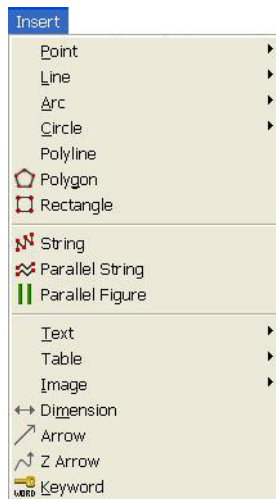 Insert
Point
Line
Arc
Circle
Polyline
Polygon
Rectangle
String
Parallel String
Parallel Figure
Text
Table
Image
Dimension
Arrow
Z Arrow
WORD Keyword